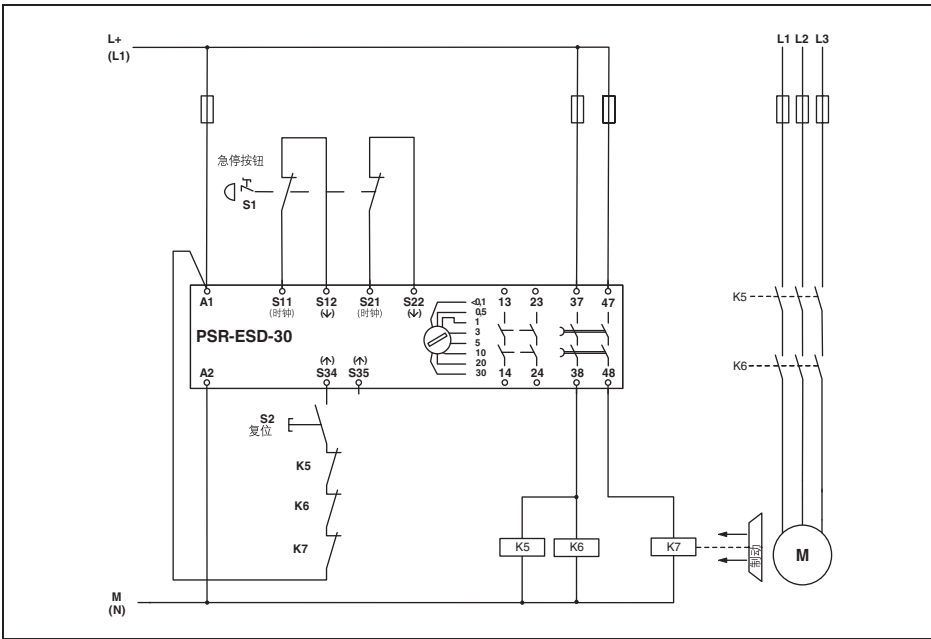 L+
(L1)
L1 L2 L3
急停按钮
S1
A1 S11 S12 S21 S22 13 23 37 47
(时钟) (↓) (时钟) (↓)
<0,1
0,5
1
3
5
10
20
30
PSR-ESD-30
K5
K6
(↑) (↑)
A2 S34 S35 14 24 38 48
S2
复位
K5
K6
K7
K5 K6 K7
制动
M
M
(N)